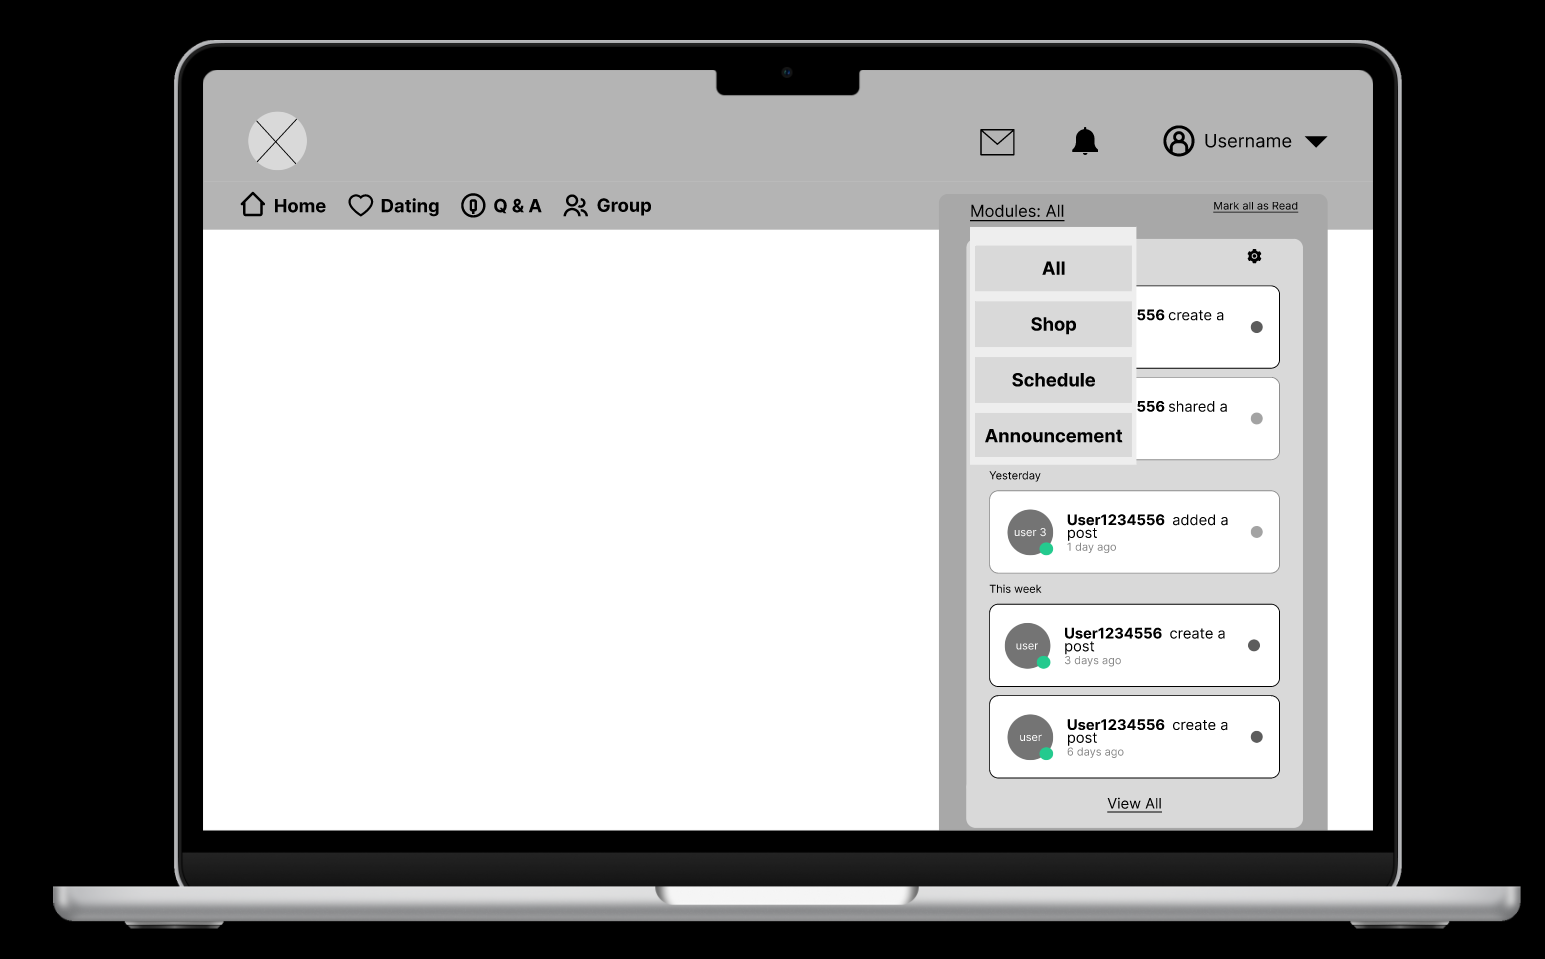 Username
Home
Dating
Q & A
Group
Modules: All
Mark all as Read
All
Shop
Schedule
Announcement
556 create a
556 shared a
Yesterday
user 3
User1234556 added a
post
1 day ago
This week
user
User1234556 create a
post
3 days ago
user
User1234556 create a
post
6 days ago
View All